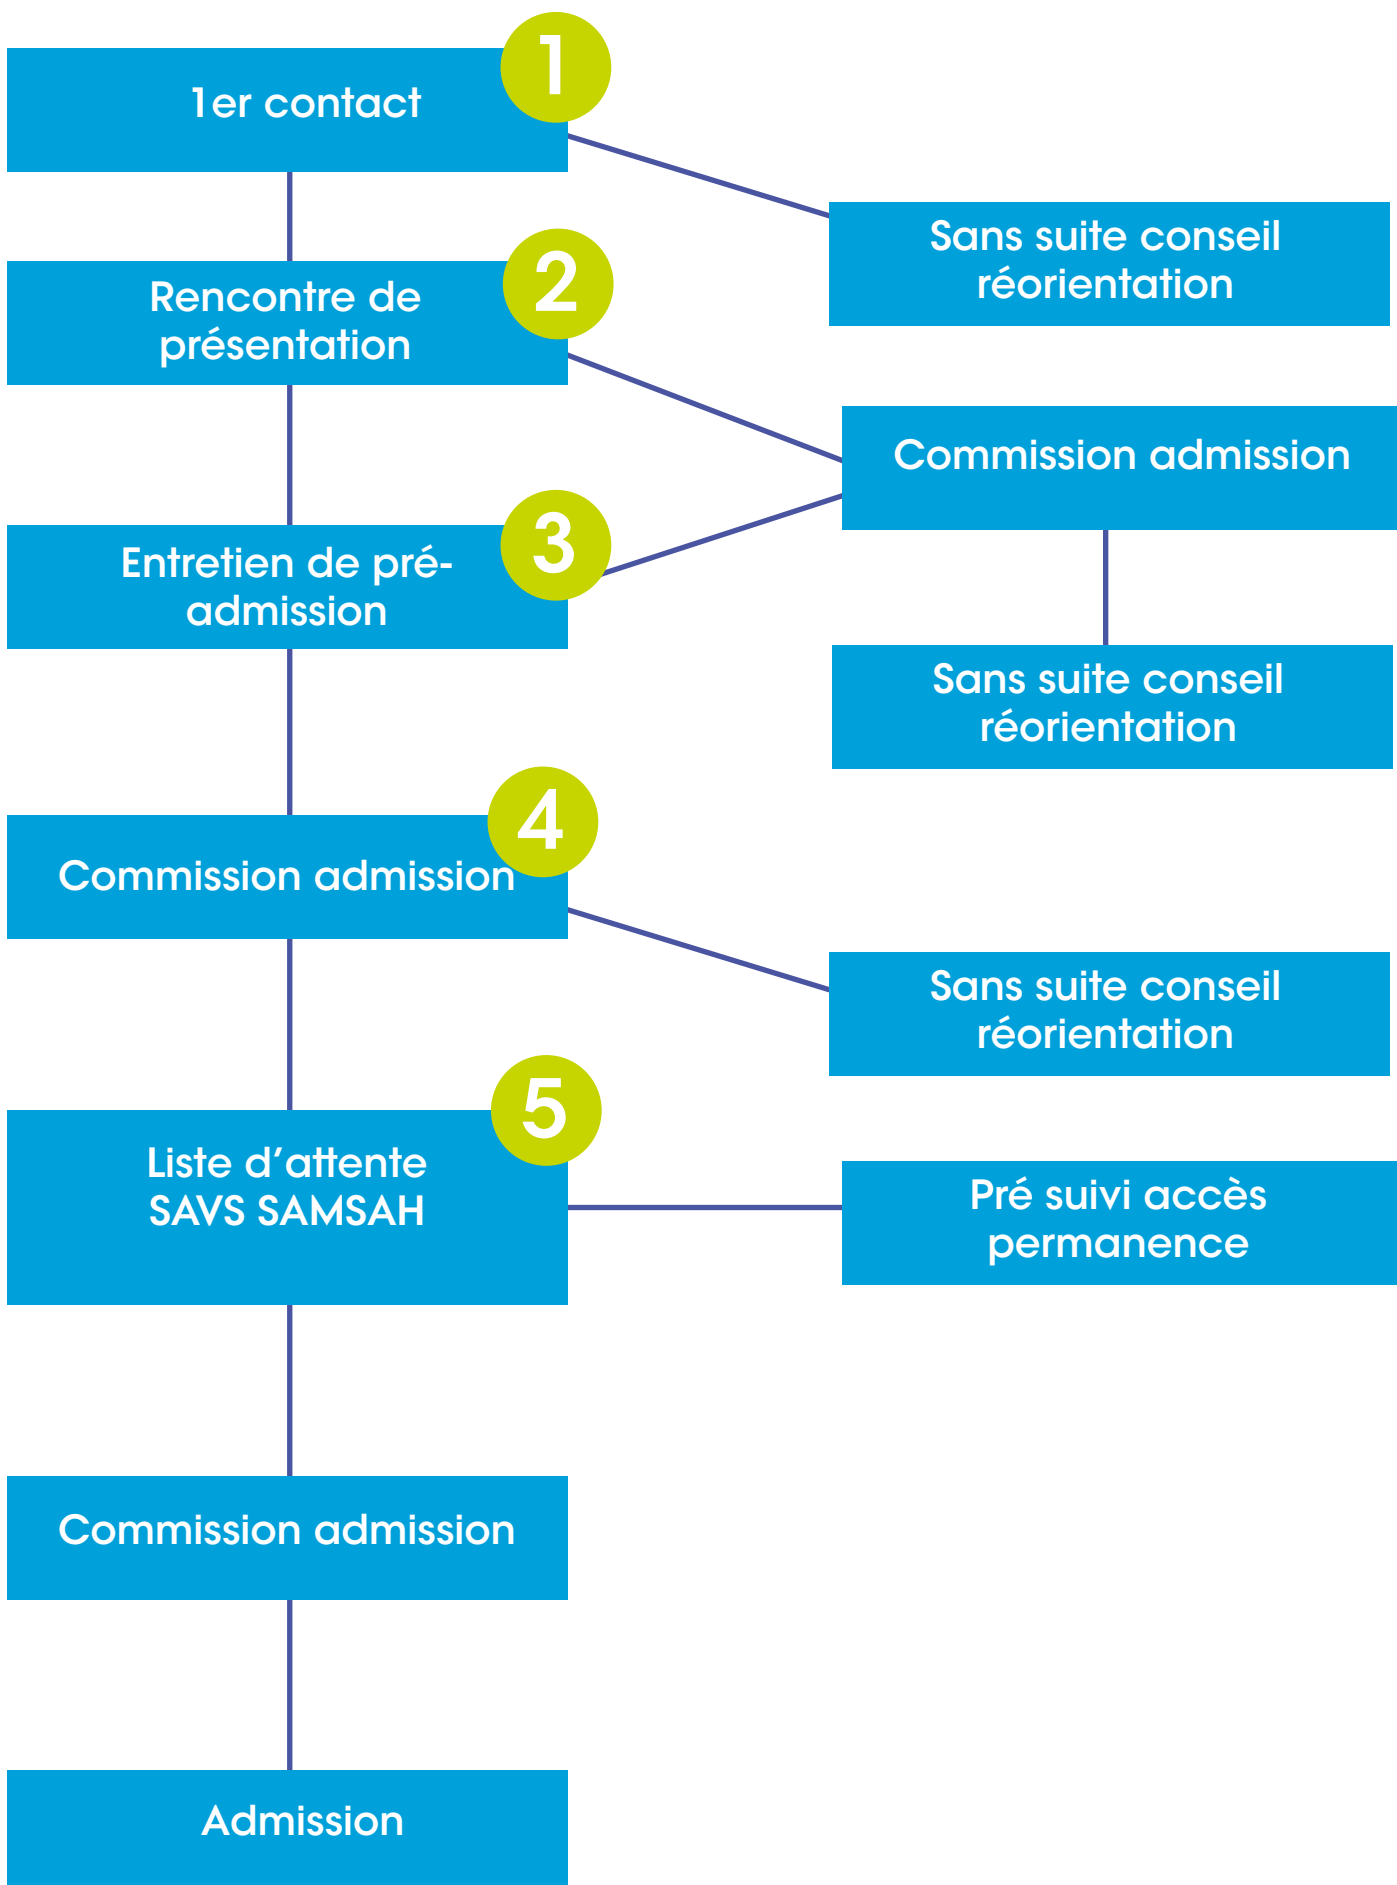 1
1er contact
Sans suite conseil
réorientation
2
Rencontre de
présentation
Commission admission
3
Entretien de pré-
admission
Sans suite conseil
réorientation
4
Commission admission
Sans suite conseil
réorientation
5
Liste d’attente
SAVS SAMSAH
Pré suivi accès
permanence
Commission admission
Admission